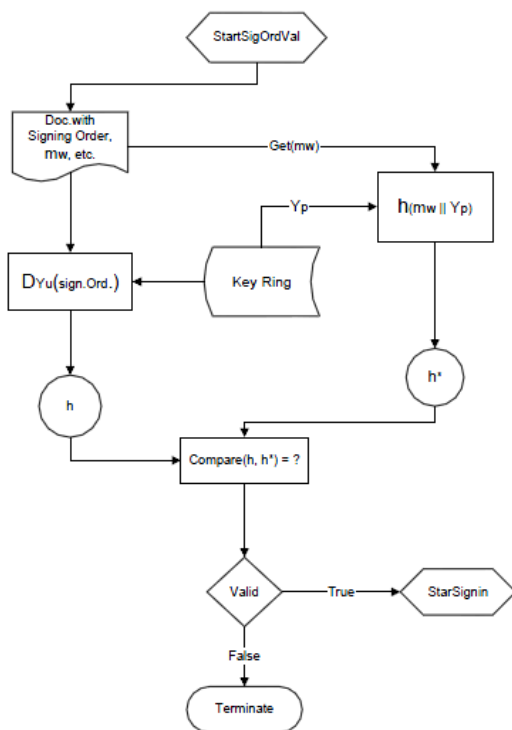 StartSigOrdVal
Doc.with
Signing Order,
mw, etc.
Get(mw)
h(mw || Yp)
Yp
DYu(sign.Ord.)
Key Ring
h
h*
Compare(h, h*) = ?
Valid
True
StarSignin
False
Terminate